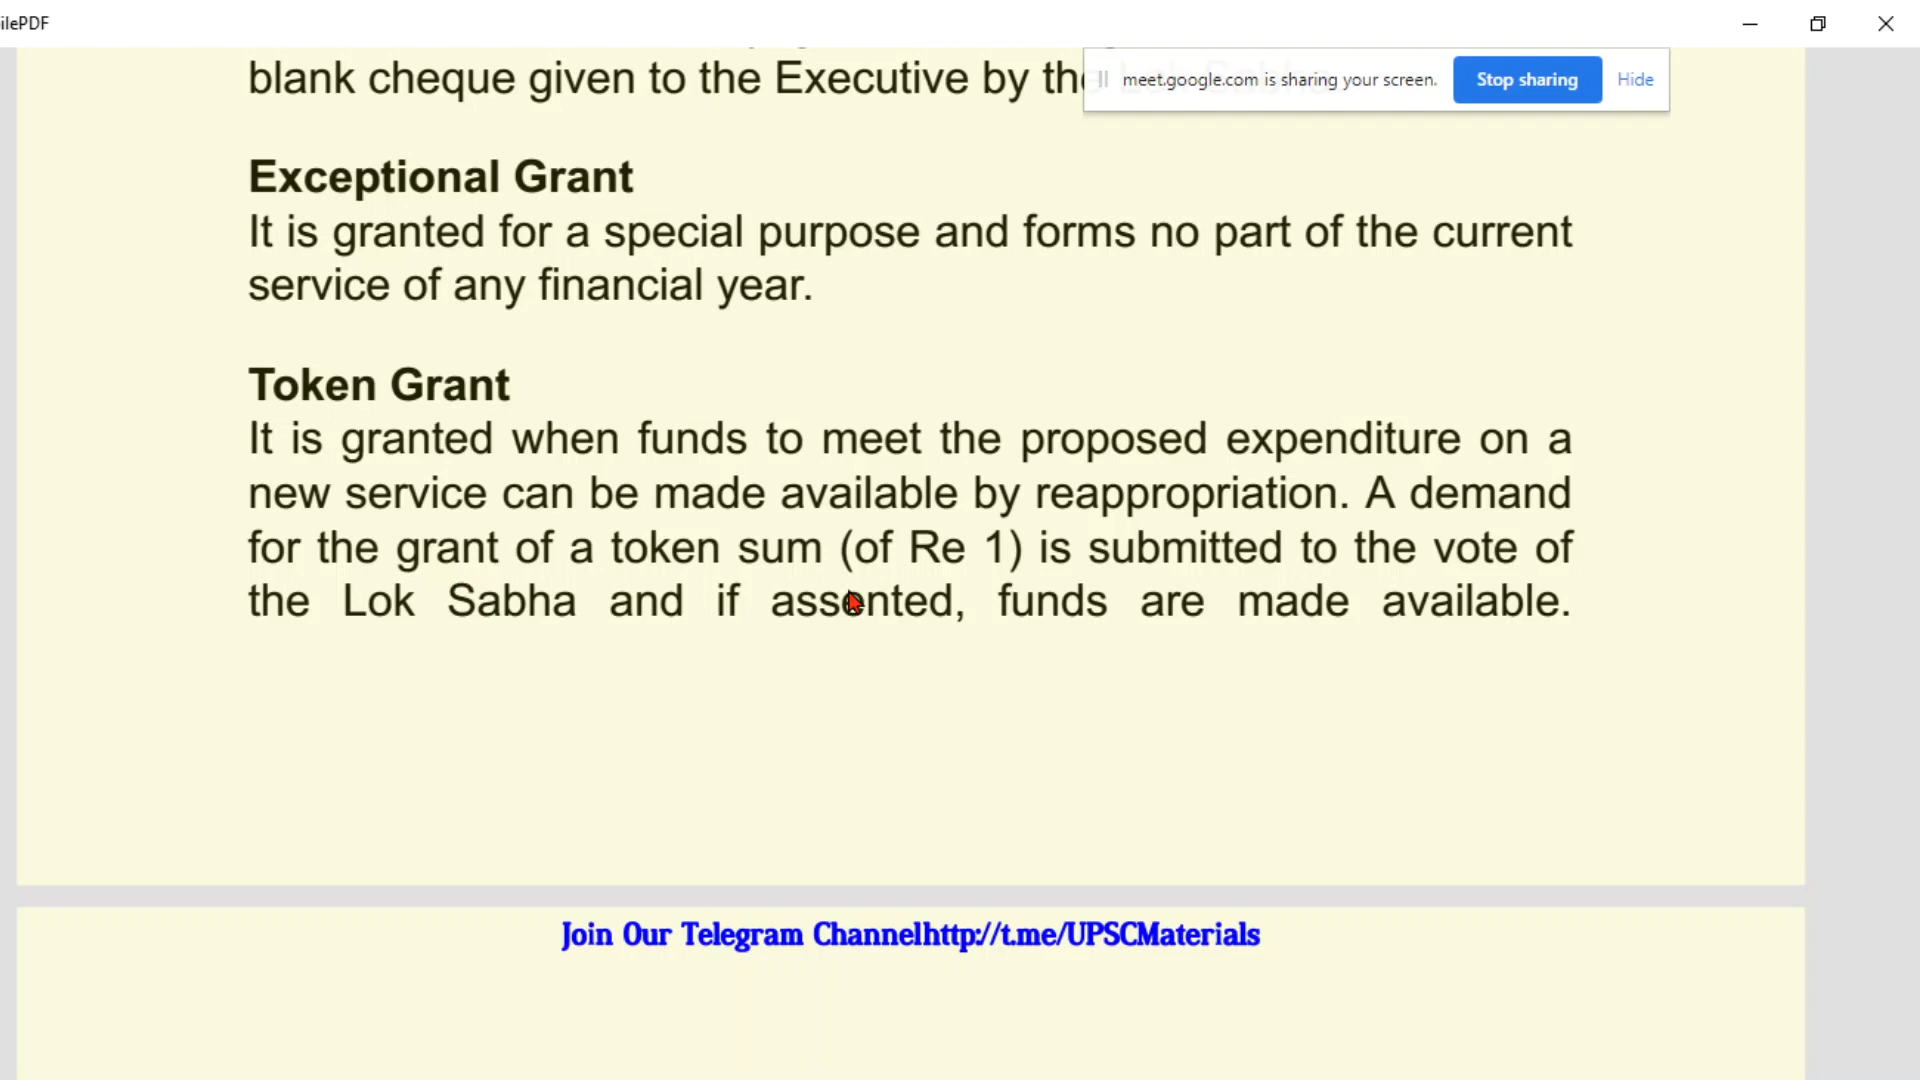 ilePDF
blank cheque given to the Executive by the
meet.google.com is sharing your screen. Stop sharing Hide
Exceptional Grant
It is granted for a special purpose and forms no part of the current
service of any financial year.
Token Grant
It is granted when funds to meet the proposed expenditure on a
new service can be made available by reappropriation. A demand
for the grant of a token sum (of Re 1) is submitted to the vote of
the Lok Sabha and if assented, funds are made available.
Join Our Telegram Channelhttp://t.me/UPSCMaterials